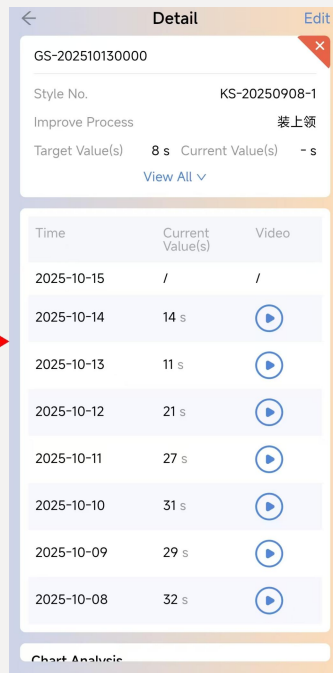 Detail Edit
GS-202510130000
Style No. KS-20250908-1
Improve Process 装上领
Target Value(s) 8 s Current Value(s) - s
View All
Time Current Value(s) Video
2025-10-15 / /
2025-10-14 14 s
2025-10-13 11 s
2025-10-12 21 s
2025-10-11 27 s
2025-10-10 31 s
2025-10-09 29 s
2025-10-08 32 s
Chart Analysis